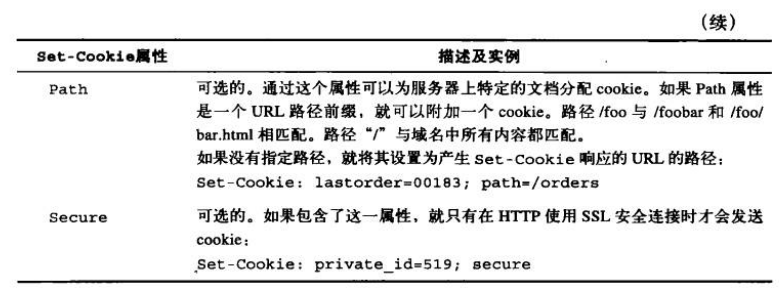 （续）
Set-Cookie属性 描述及实例
Path 可选的。通过这个属性可以为服务器上特定的文档分配 cookie。如果 Path 属性
是一个 URL 路径前缀，就可以附加一个 cookie。路径 /foo 与 /foobar 和 /foo/
bar.html 相匹配。路径“/”与域名中所有内容都匹配。
如果没有指定路径，就将其设置为产生 Set-Cookie 响应的 URL 的路径：
Set-Cookie: lastorder=00183; path=/orders
Secure 可选的。如果包含了这一属性，就只有在 HTTP 使用 SSL 安全连接时才会发送
cookie：
Set-Cookie: private_id=519; secure